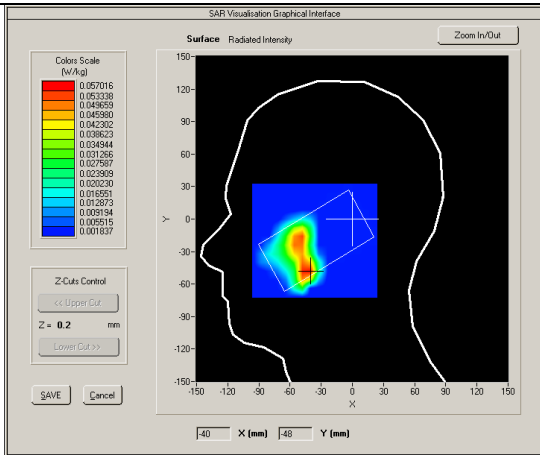 SAR Visualisation Graphical Interface
Surface Radiated Intensity
Zoom In/Out
Colors Scale
(W/kg)
0.057016
0.053338
0.049659
0.045980
0.042302
0.038623
0.034944
0.031266
0.027587
0.023909
0.020230
0.016551
0.012873
0.009194
0.005515
0.001837
Z-Cuts Control
<< Upper Cut
Z = 0.2 mm
Lower Cut >>
SAVE Cancel
150-
120-
90-
60-
30-
Y 0-
-30-
-60-
-90-
-120-
-150-
-150 -120 -90 -60 -30 0 30 60 90 120 150
X
-40 X (mm) -48 Y (mm)